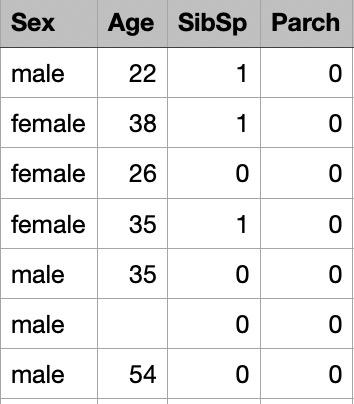 Sex Age SibSp Parch
male 22 1 0
female 38 1 0
female 26 0 0
female 35 1 0
male 35 0 0
male 0 0
male 54 0 0